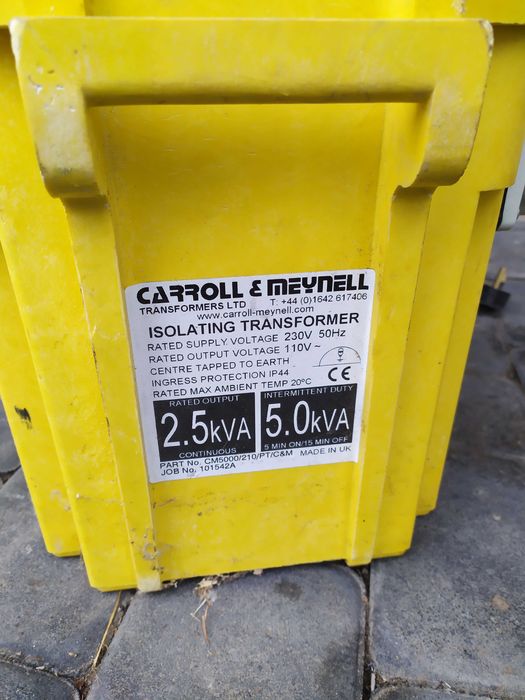 CARROLL & MEYNELL
TRANSFORMERS LTD T: +44 (0)1642 617406
www.carroll-meynell.com
ISOLATING TRANSFORMER
RATED SUPPLY VOLTAGE 230V 50Hz
RATED OUTPUT VOLTAGE 110V ~
CENTRE TAPPED TO EARTH
INGRESS PROTECTION IP44
RATED MAX AMBIENT TEMP 20°C
CE
RATED OUTPUT
2.5kVA
CONTINUOUS
INTERMITTENT DUTY
5.0kVA
5 MIN ON/15 MIN OFF
PART No. CM5000/210/PT/C&M MADE IN UK
JOB No. 101542A